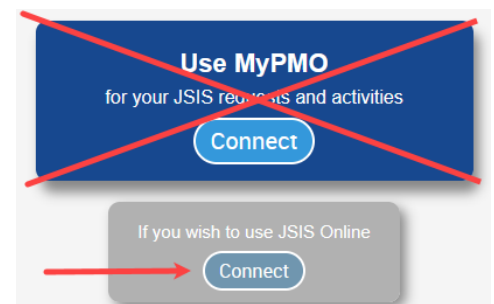 Use MyPMO
for your JSIS requests and activities
Connect
If you wish to use JSIS Online
Connect